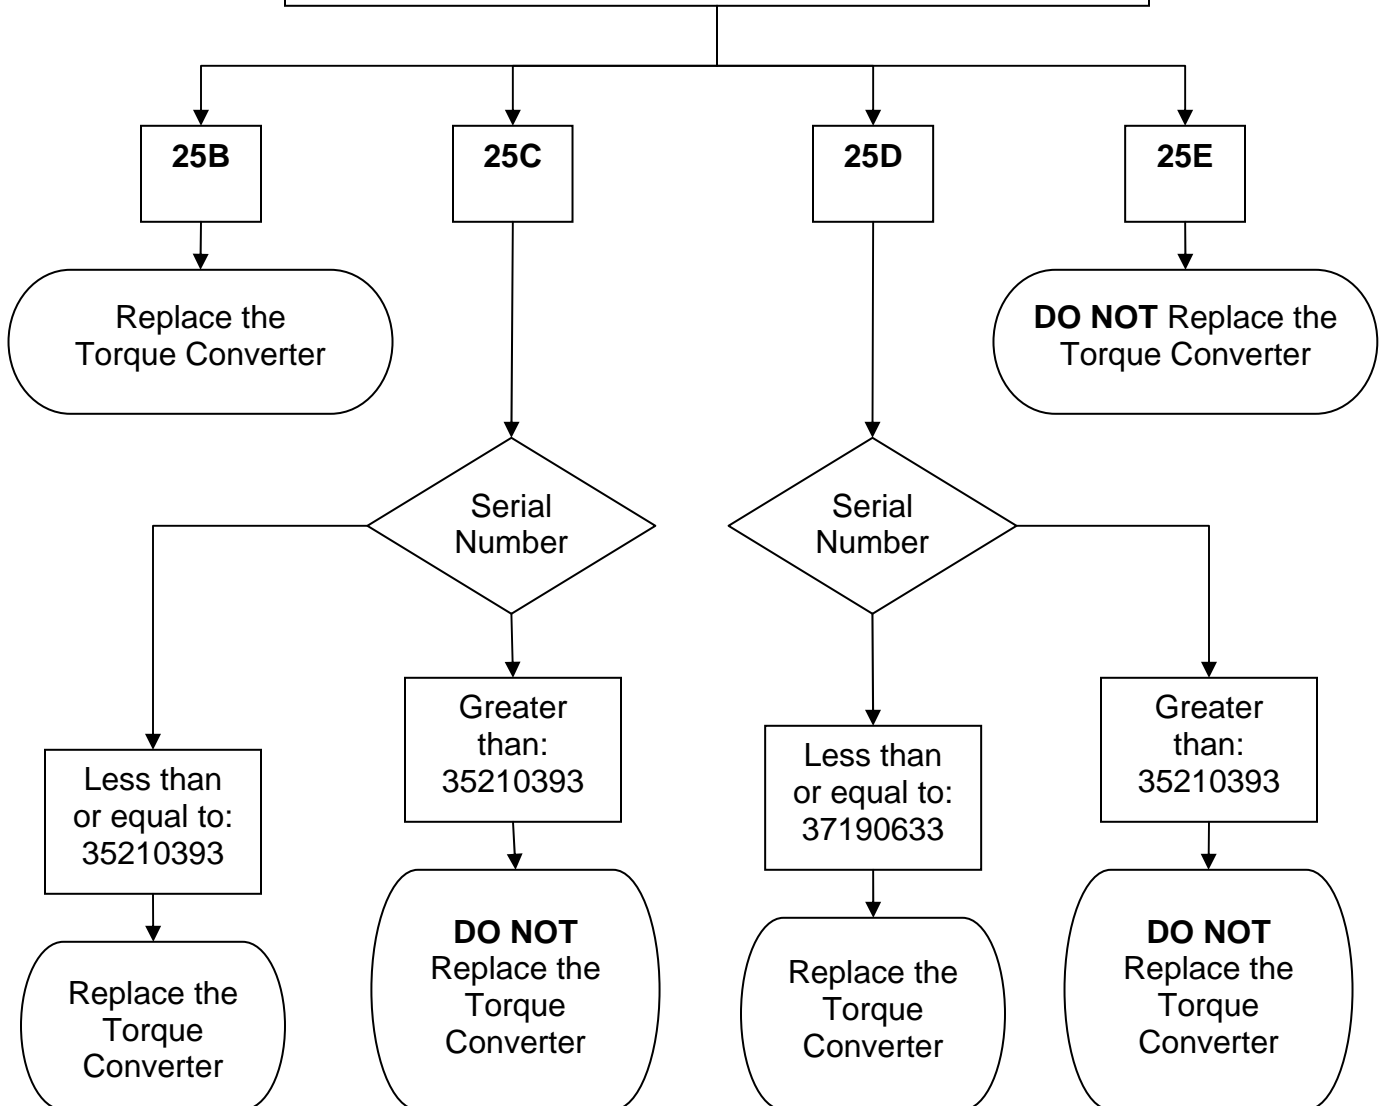 25B
25C
25D
25E
Replace the
Torque Converter
DO NOT Replace the
Torque Converter
Serial
Number
Serial
Number
Less than
or equal to:
35210393
Greater
than:
35210393
Less than
or equal to:
37190633
Greater
than:
35210393
Replace the
Torque
Converter
DO NOT
Replace the
Torque
Converter
Replace the
Torque
Converter
DO NOT
Replace the
Torque
Converter